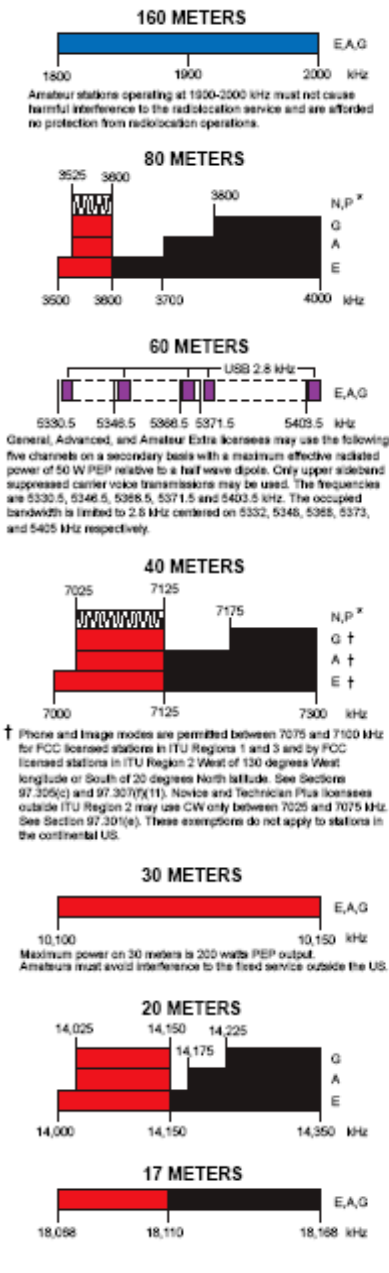 160 METERS
E,A,G
1800 1900 2000 kHz
Amateur stations operating at 1900-2000 kHz must not cause
harmful interference to the radiolocation service and are afforded
no protection from radiolocation operations.
80 METERS
3525 3600
3800
N,P*
G
A
E
3500 3600 3700 4000 kHz
60 METERS
USB 2.8 kHz
E,A,G
5330.5 5346.5 5366.5 5371.5 5403.5 kHz
General, Advanced, and Amateur Extra licensees may use the following
five channels on a secondary basis with a maximum effective radiated
power of 50 W PEP relative to a half wave dipole. Only upper sideband
suppressed carrier voice transmissions may be used. The frequencies
are 5330.5, 5346.5, 5366.5, 5371.5 and 5403.5 kHz. The occupied
bandwidth is limited to 2.8 kHz centered on 5332, 5348, 5368, 5373,
and 5405 kHz respectively.
40 METERS
7025 7125
7175
N,P*
G †
A †
E †
7000 7125 7300 kHz
† Phone and Image modes are permitted between 7075 and 7100 kHz
for FCC licensed stations in ITU Regions 1 and 3 and by FCC
licensed stations in ITU Region 2 West of 130 degrees West
longitude or South of 20 degrees North latitude. See Sections
97.305(c) and 97.307(f)(11). Novice and Technician Plus licensees
outside ITU Region 2 may use CW only between 7025 and 7075 kHz.
See Section 97.301(e). These exemptions do not apply to stations in
the continental US.
30 METERS
E,A,G
10,100 10,150 kHz
Maximum power on 30 meters is 200 watts PEP output.
Amateurs must avoid interference to the fixed service outside the US.
20 METERS
14,025 14,150 14,225
14,175
G
A
E
14,000 14,150 14,350 kHz
17 METERS
E,A,G
18,068 18,110 18,168 kHz